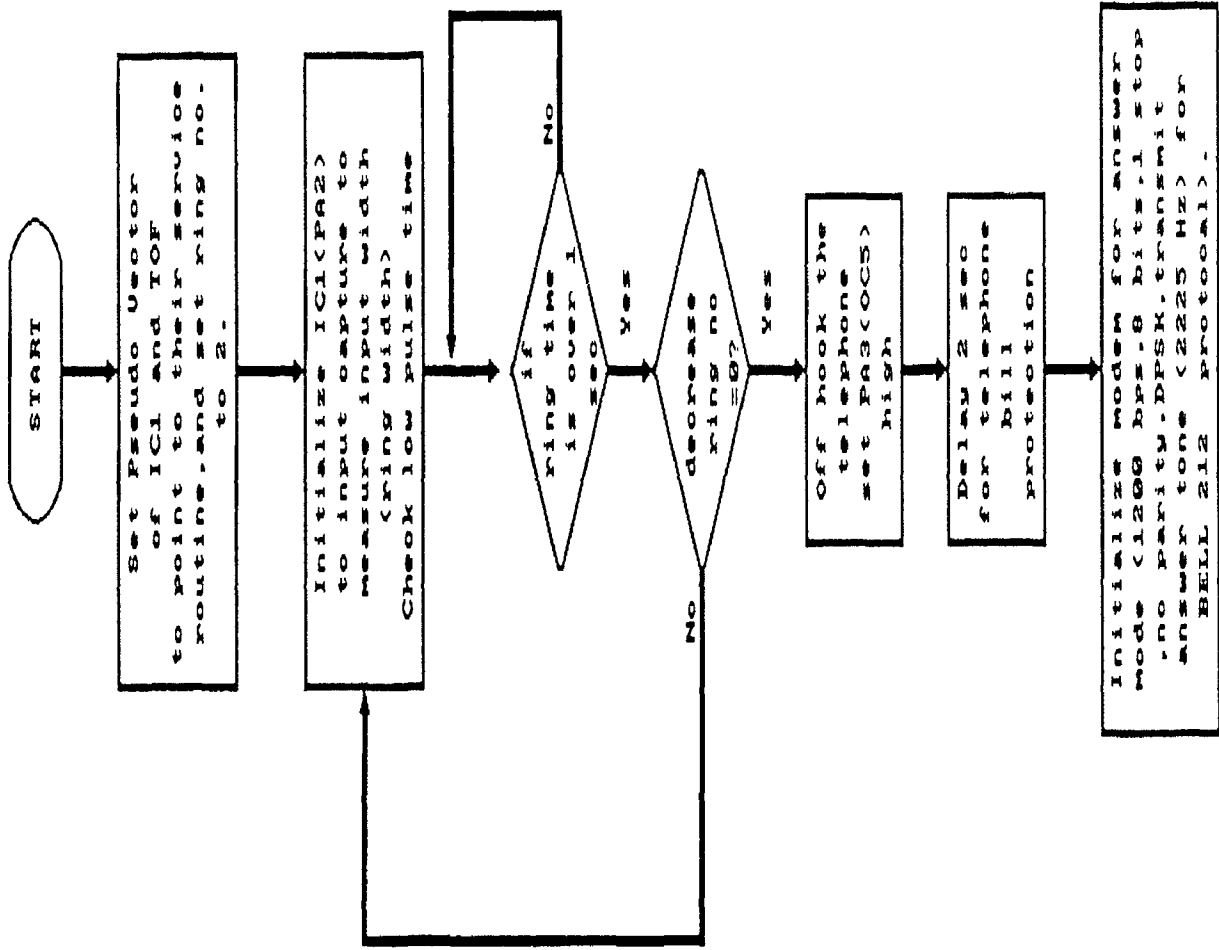 START
Set Pseudo Vector
of IC1 and TOF
to point to their service
routine,and set ring no.
to 2.
Initialize IC1(PA2)
to input capture to
measure input width
(ring width)
Check low pulse time
if
ring time
is over 1
sec
No
Yes
decrease
ring no
=0?
No
Yes
Off hook the
telephone
set PA3(OC5)
high
Delay 2 sec
for telephone
bill
protection
Initialize modem for answer
mode (1200 bps,8 bits,1 stop
,no parity,DPSK,transmit
answer tone (2225 Hz) for
BELL 212 protocoal).